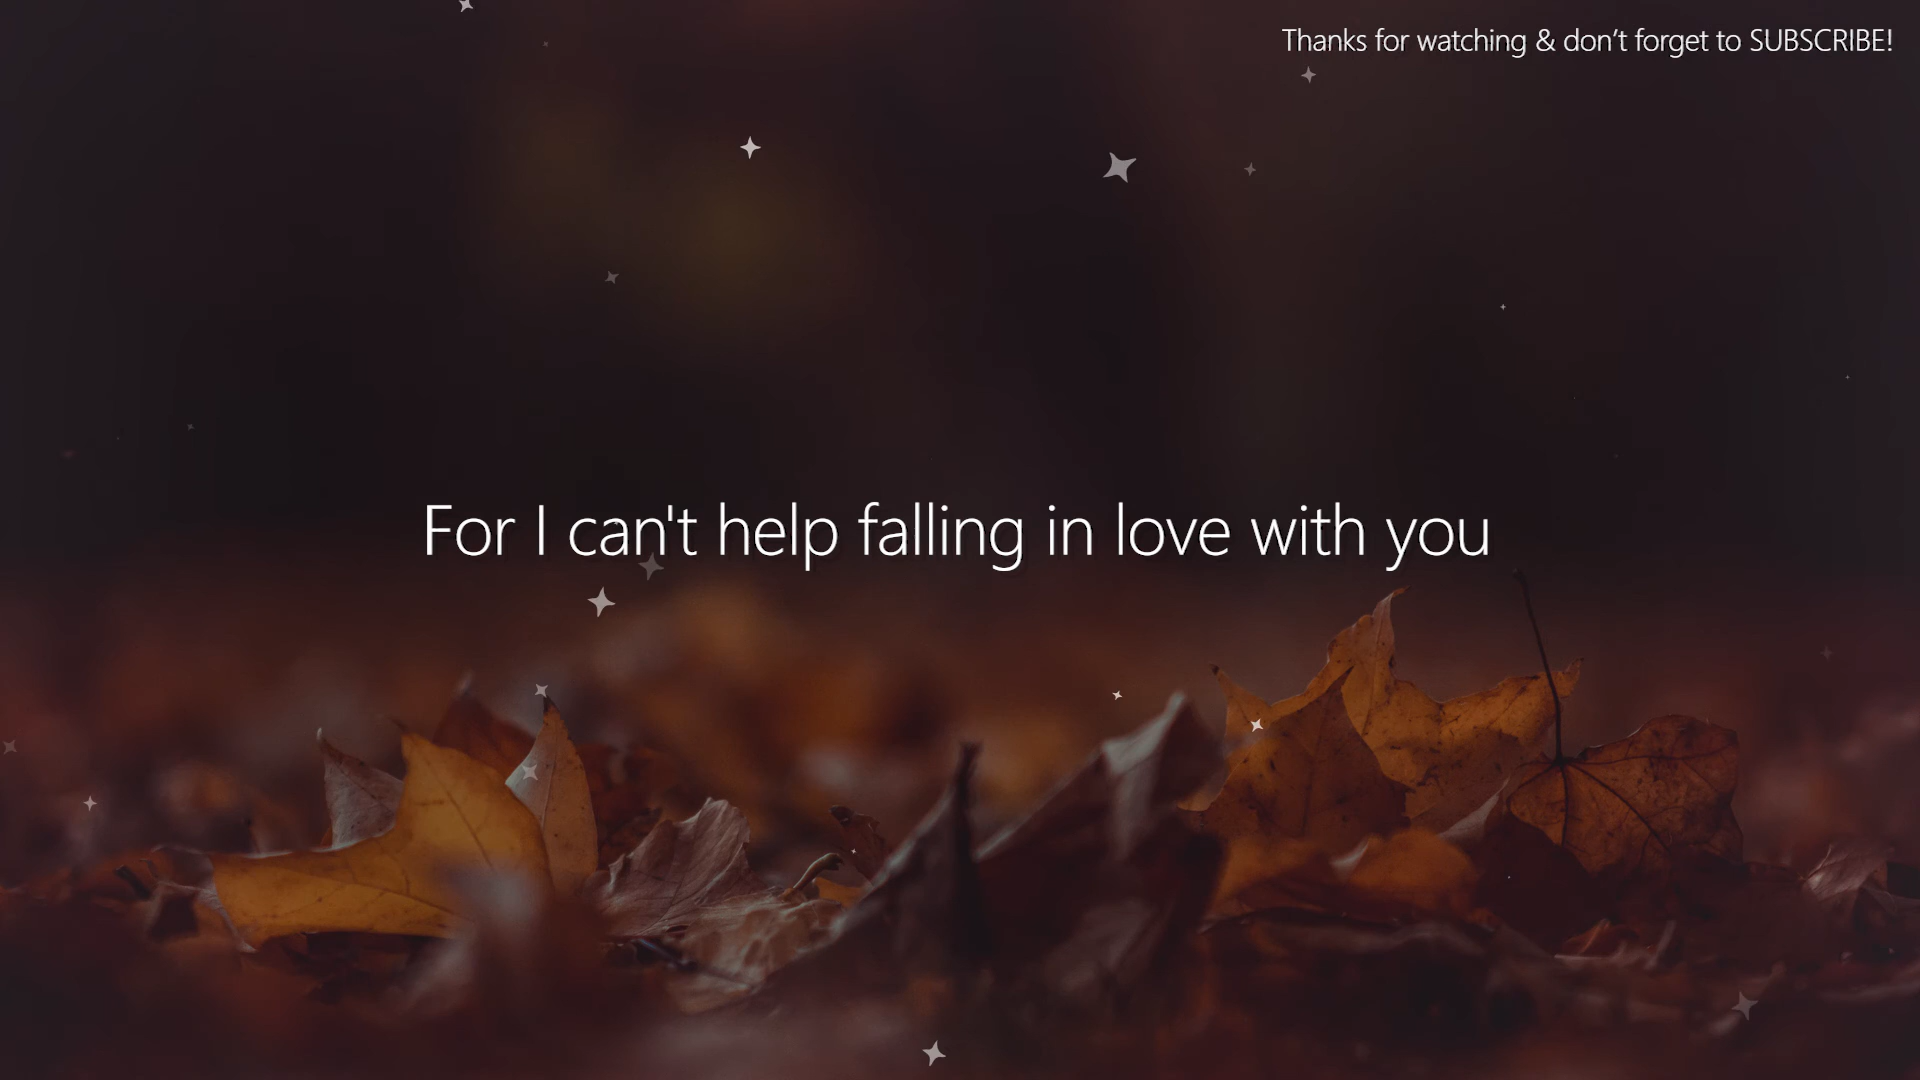 Thanks for watching & don’t forget to SUBSCRIBE!
For I can't help falling in love with you